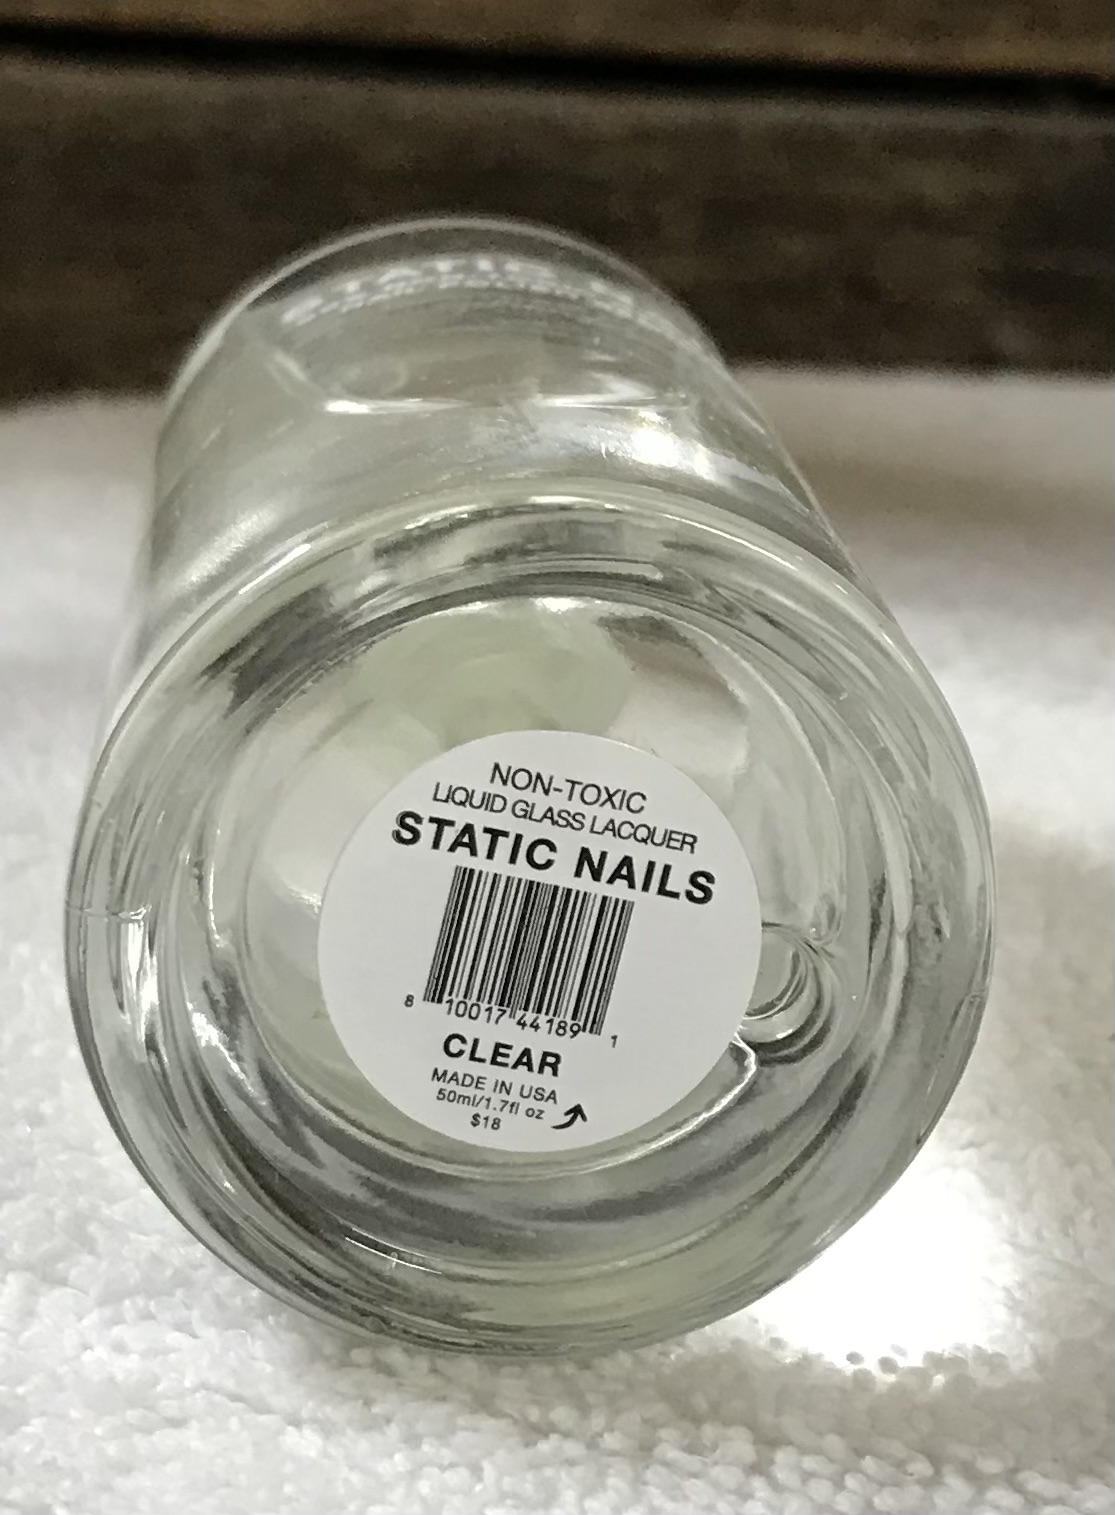 STATIC
NON-TOXIC
LIQUID GLASS LACQUER
STATIC NAILS
8 10017 44189 1
CLEAR
MADE IN USA
50ml/1.7fl oz
$18